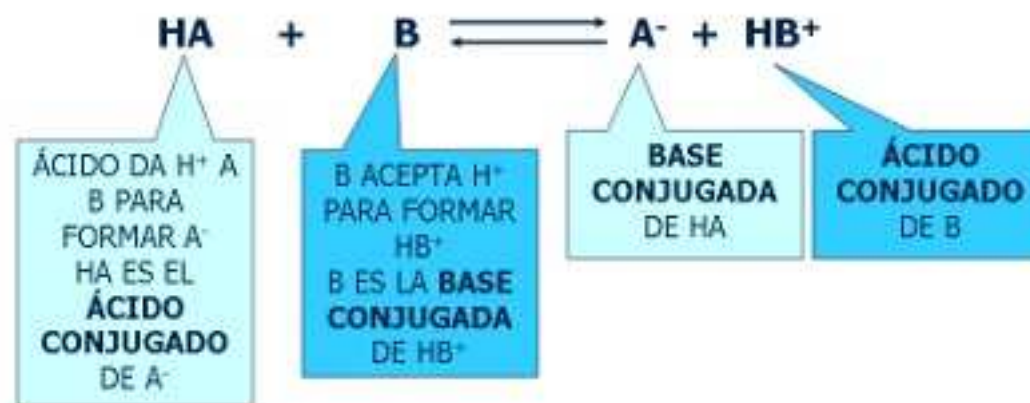 HA + B A⁻ + HB⁺
ÁCIDO DA H⁺ A
B PARA
FORMAR A⁻
HA ES EL
ÁCIDO
CONJUGADO
DE A⁻
B ACEPTA H⁺
PARA FORMAR
HB⁺
B ES LA BASE
CONJUGADA
DE HB⁺
BASE
CONJUGADA
DE HA
ÁCIDO
CONJUGADO
DE B